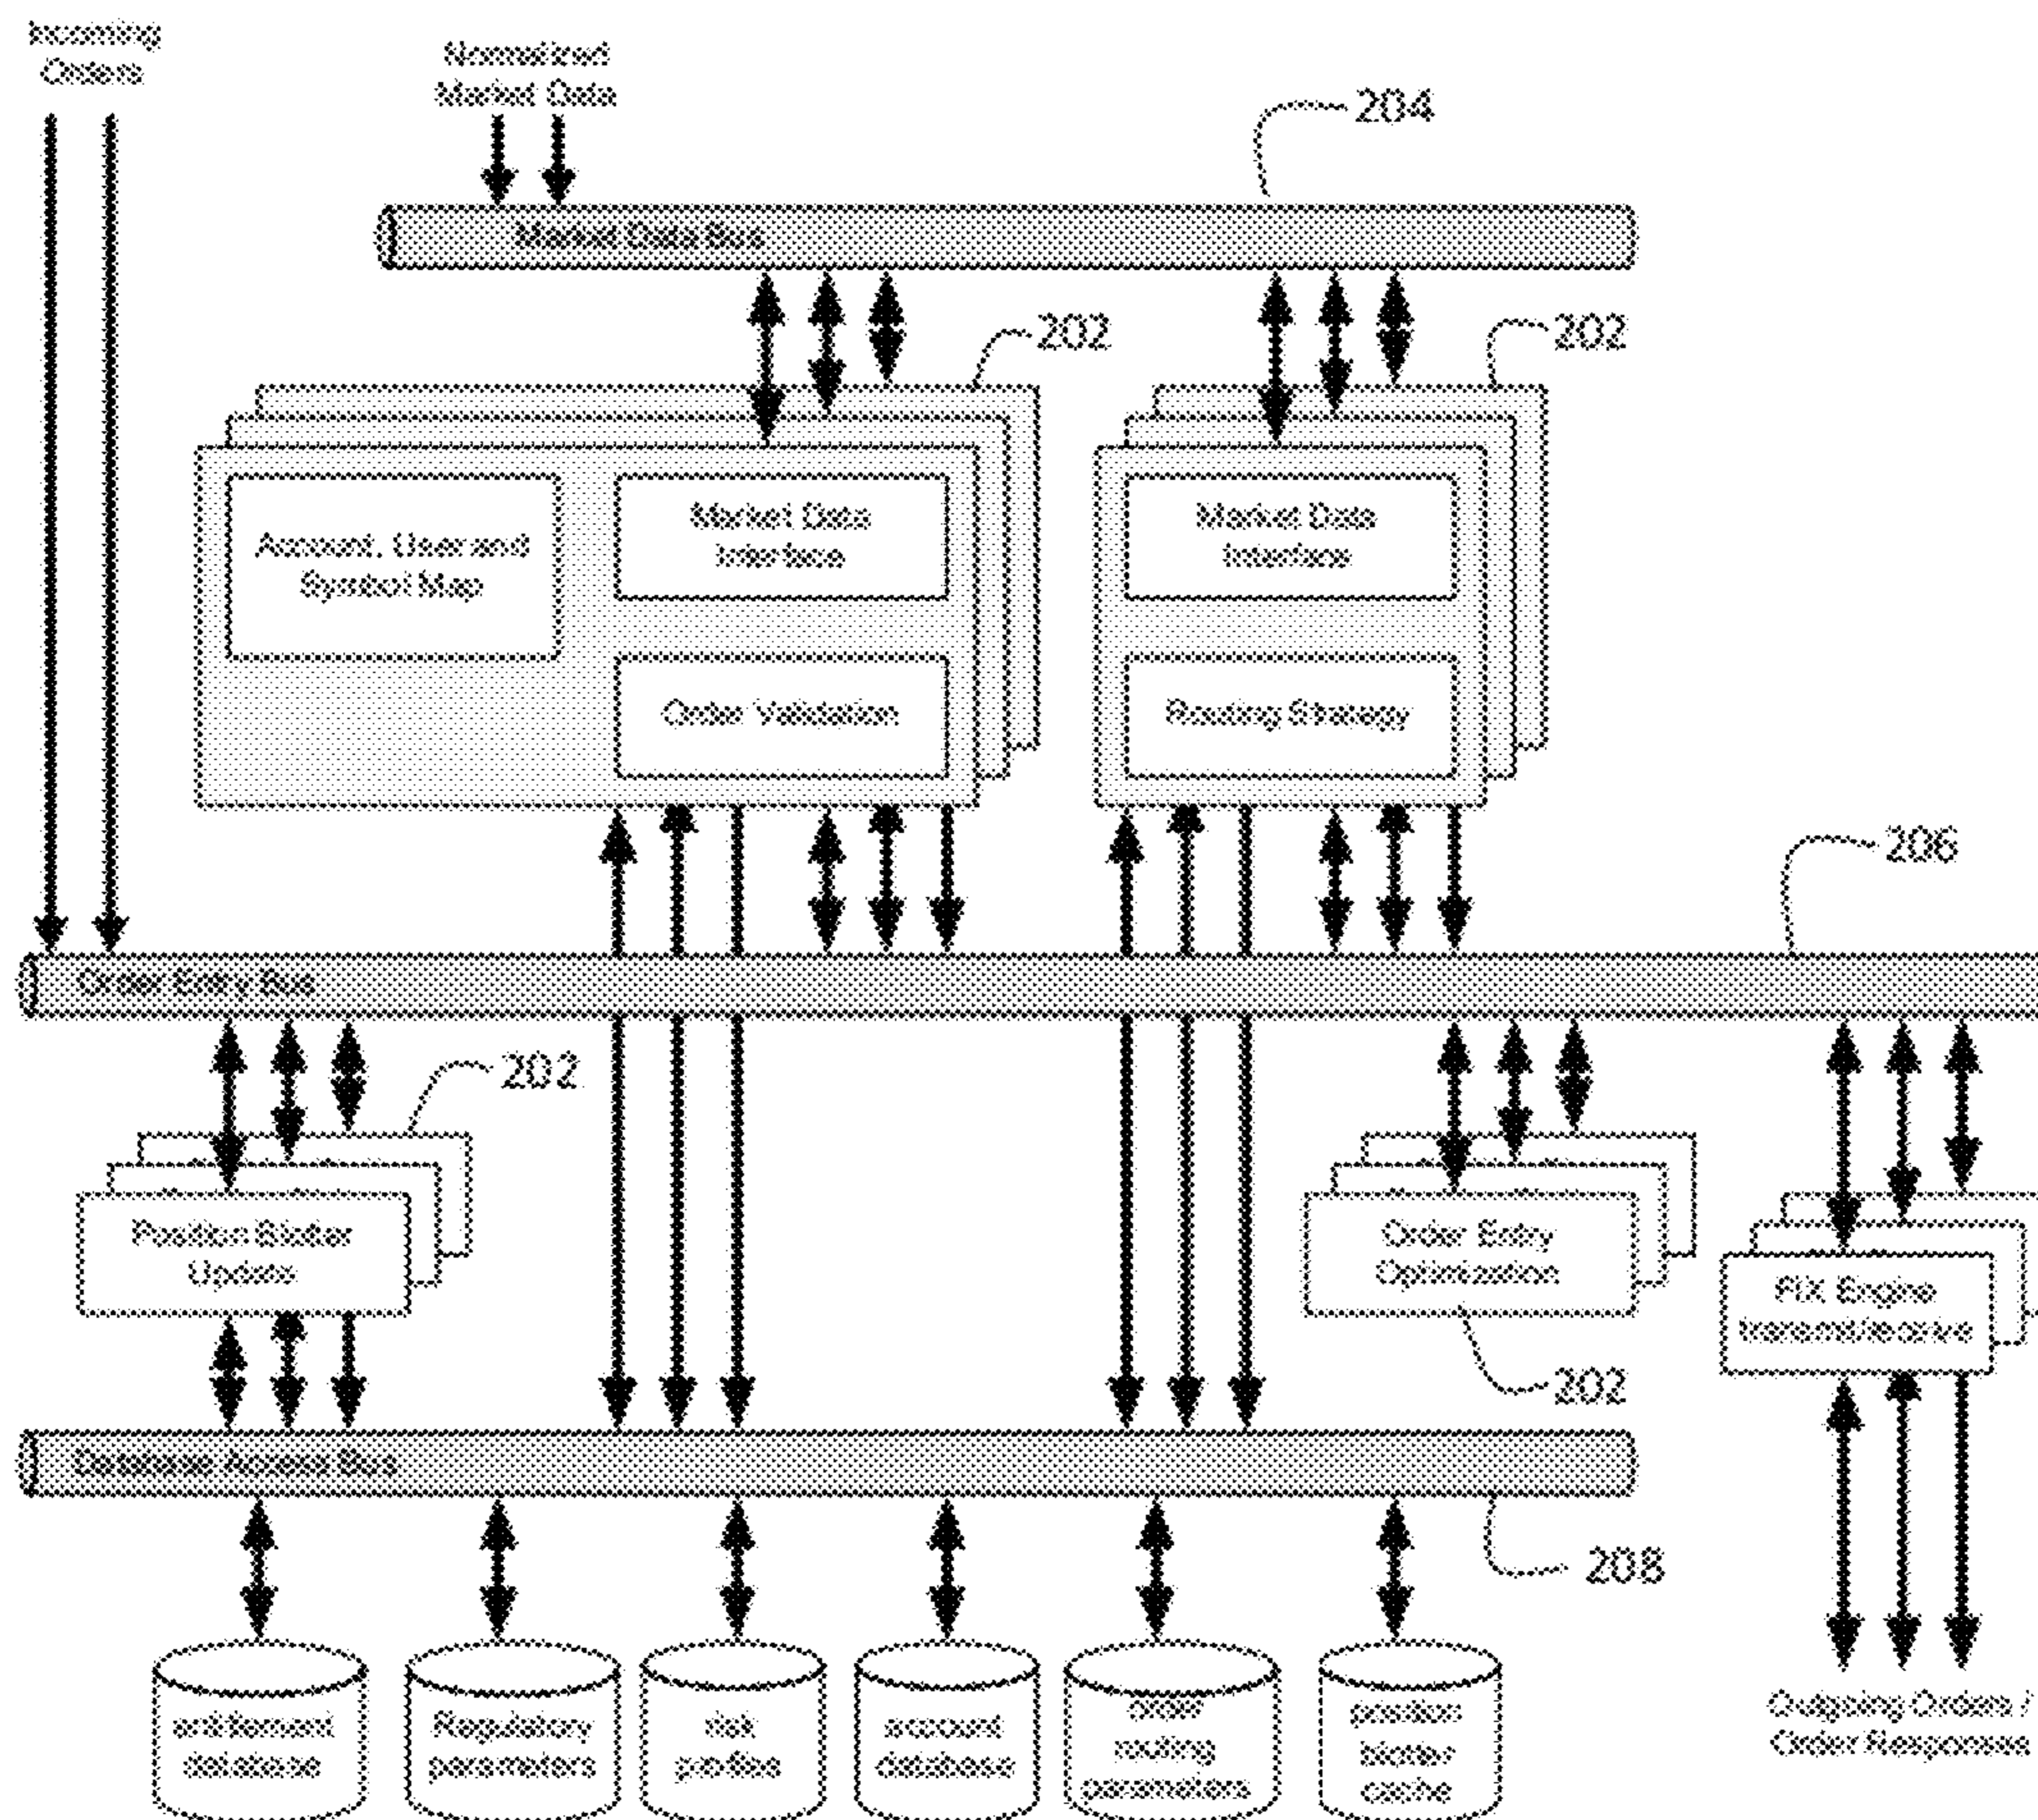 Incoming
Orders
Normalized
Market Data
204
Market Data Bus
202
202
Account, User and
Symbol Map
Market Data
Interface
Market Data
Interface
Order Validation
Routing Strategy
206
Order Entry Bus
202
Position Blotter
Update
Order Entry
Optimization
FIX Engine
transmit/receive
202
Database Access Bus
208
entitlement
database
Regulatory
parameters
risk
profiles
account
database
order
routing
parameters
position
blotter
cache
Outgoing Orders /
Order Responses